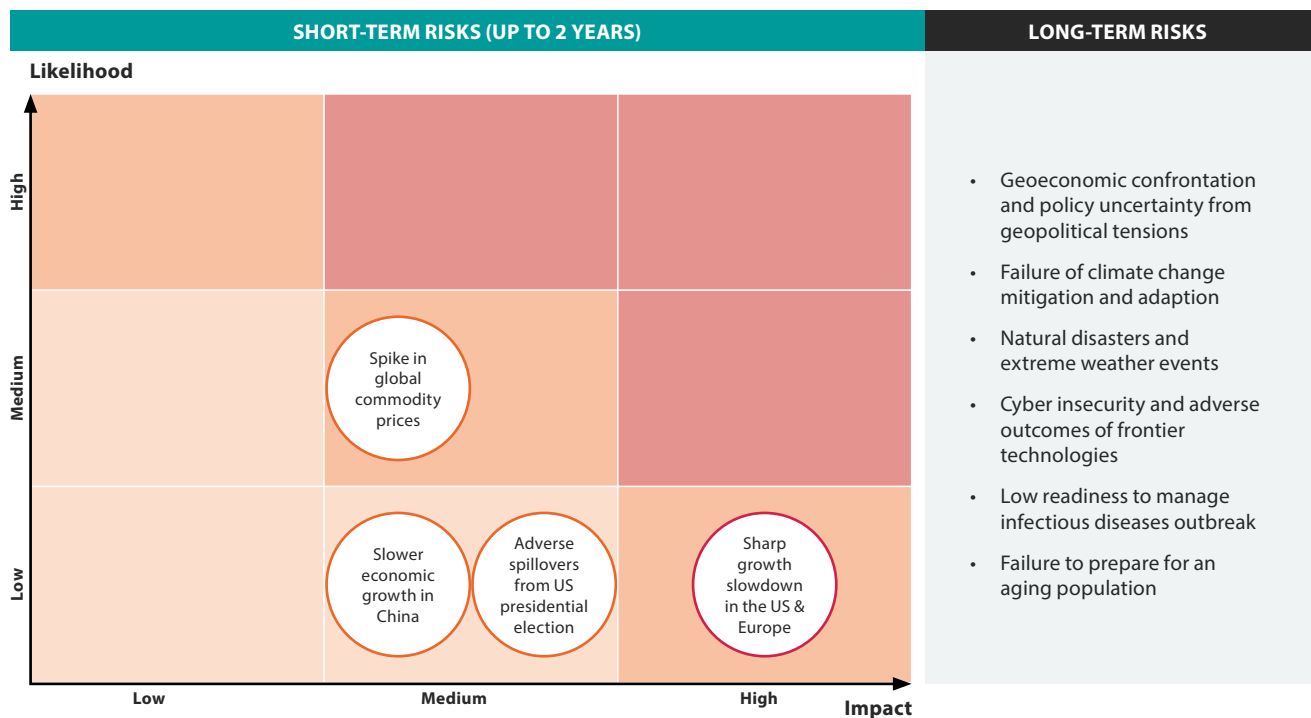 SHORT-TERM RISKS (UP TO 2 YEARS)
Likelihood
High
Medium
Low
Spike in
global
commodity
prices
Slower
economic
growth in
China
Adverse
spillovers
from US
presidential
election
Sharp
growth
slowdown
in the US &
Europe
Low
Medium
High
Impact
LONG-TERM RISKS
• Geoeconomic confrontation
and policy uncertainty from
geopolitical tensions
• Failure of climate change
mitigation and adaption
• Natural disasters and
extreme weather events
• Cyber insecurity and adverse
outcomes of frontier
technologies
• Low readiness to manage
infectious diseases outbreak
• Failure to prepare for an
aging population